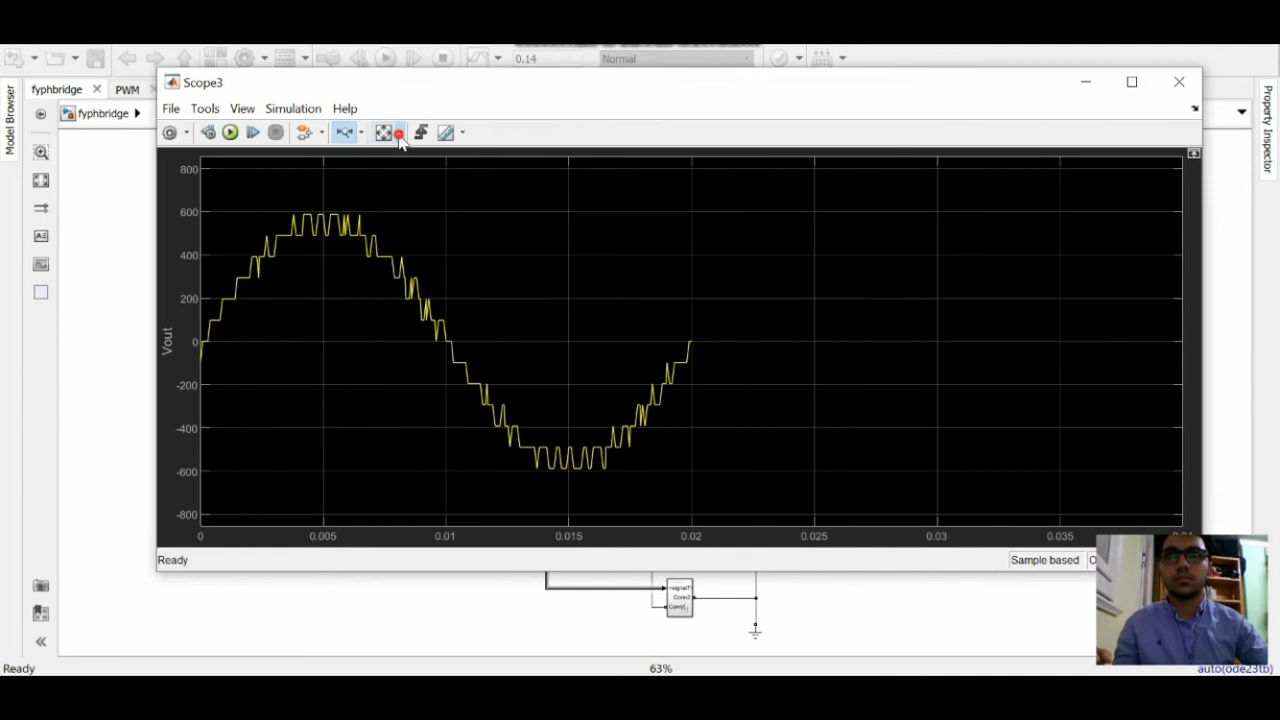 0.14
Normal
Scope3
fyphbridge
PWM
fyphbridge
File Tools View Simulation Help
Model Browser
Property Inspector
800
600
400
200
0
-200
-400
-600
-800
Vout
0
0.005
0.01
0.015
0.02
0.025
0.03
0.035
Ready
Sample based
Conn2
Ready
63%
auto(ode23tb)